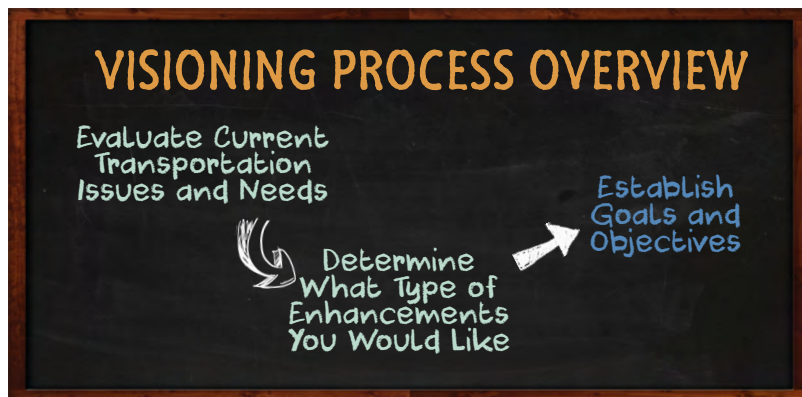 VISIONING PROCESS OVERVIEW
Evaluate Current
Transportation
Issues and Needs
Determine
What Type of
Enhancements
You Would Like
Establish
Goals and
Objectives